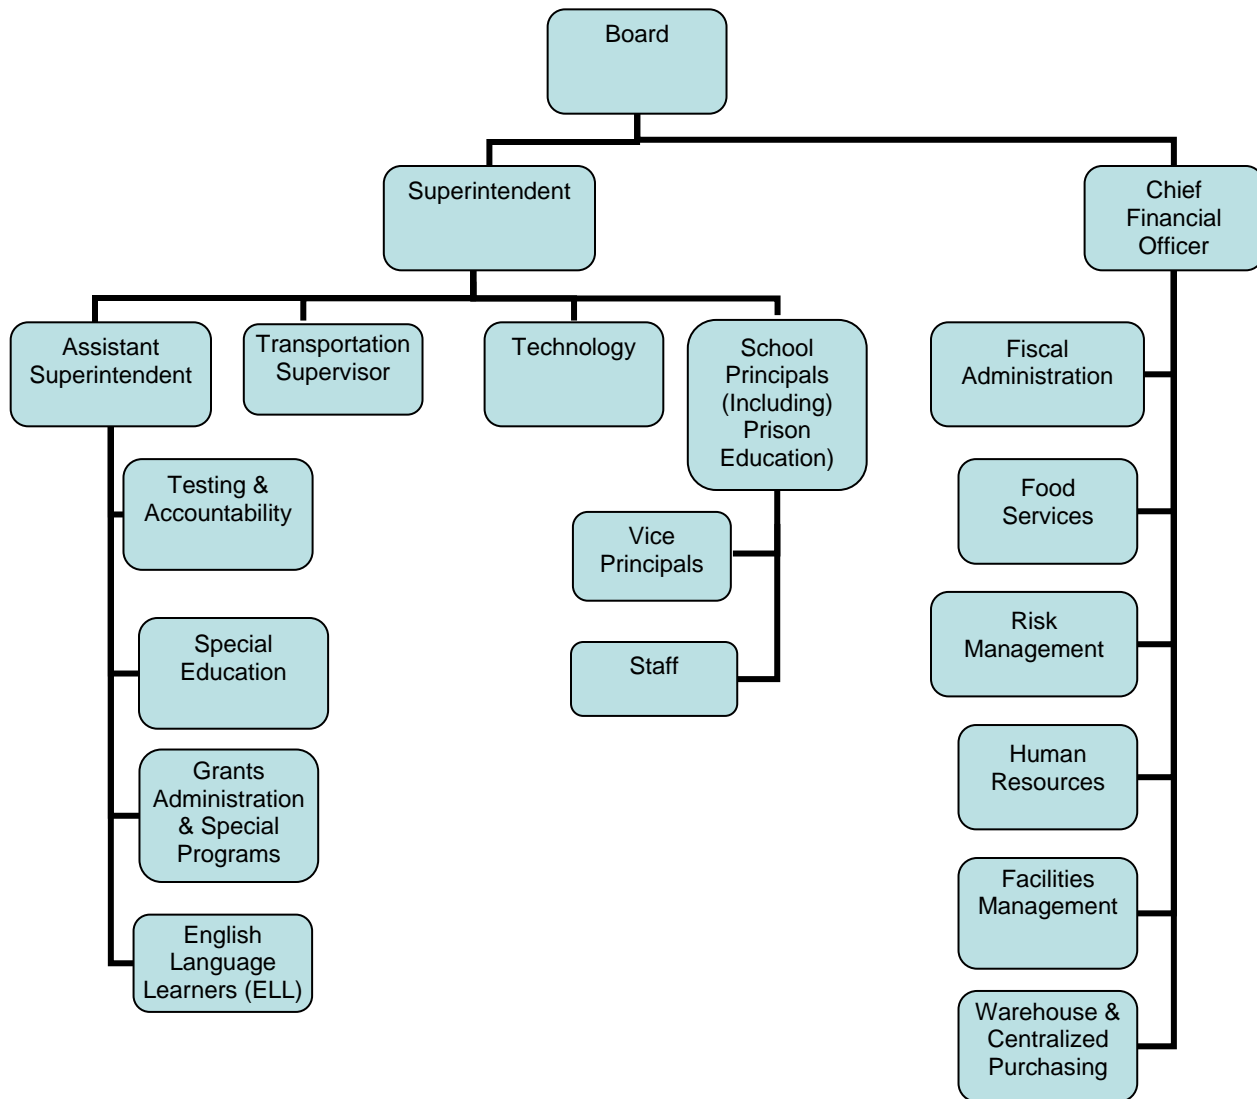 Board
Superintendent
Chief
Financial
Officer
Assistant
Superintendent
Transportation
Supervisor
Technology
School
Principals
(Including)
Prison
Education)
Fiscal
Administration
Testing &
Accountability
Food
Services
Vice
Principals
Special
Education
Risk
Management
Staff
Grants
Administration
& Special
Programs
Human
Resources
English
Language
Learners (ELL)
Facilities
Management
Warehouse &
Centralized
Purchasing